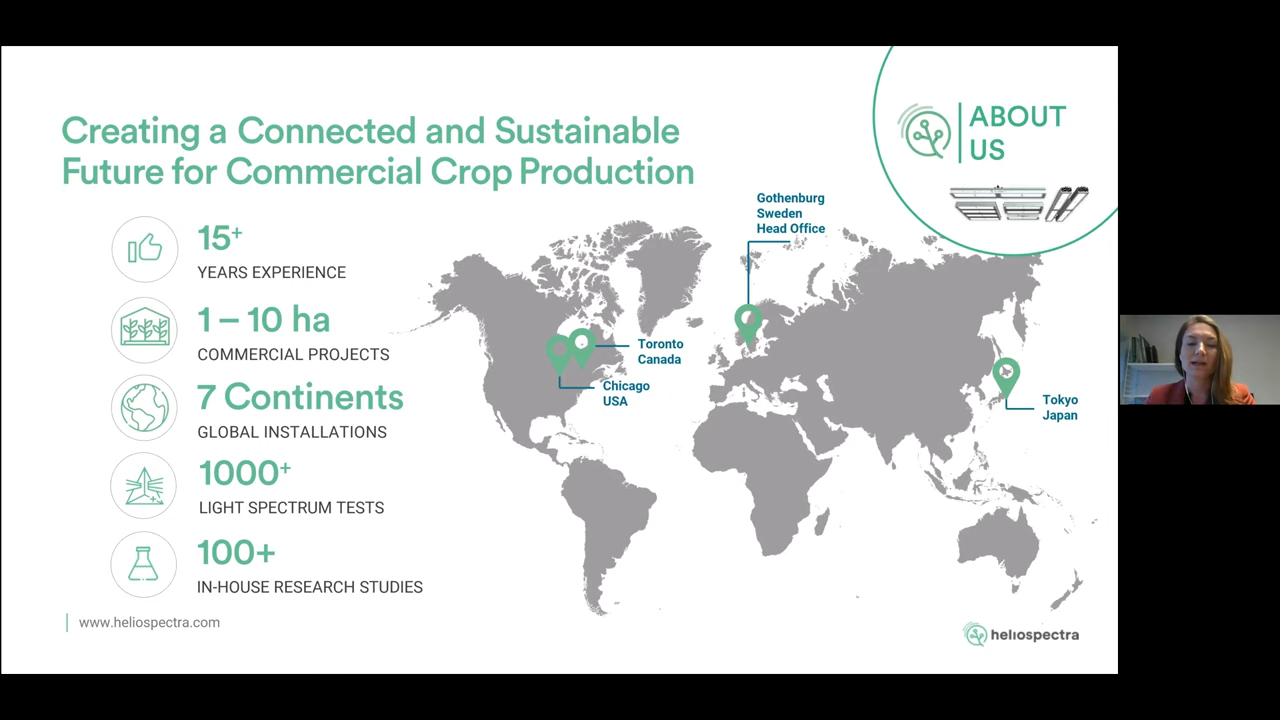 Creating a Connected and Sustainable
Future for Commercial Crop Production
ABOUT
US
15+
YEARS EXPERIENCE
1 – 10 ha
COMMERCIAL PROJECTS
7 Continents
GLOBAL INSTALLATIONS
1000+
LIGHT SPECTRUM TESTS
100+
IN-HOUSE RESEARCH STUDIES
Gothenburg
Sweden
Head Office
Toronto
Canada
Chicago
USA
Tokyo
Japan
www.heliospectra.com
heliospectra